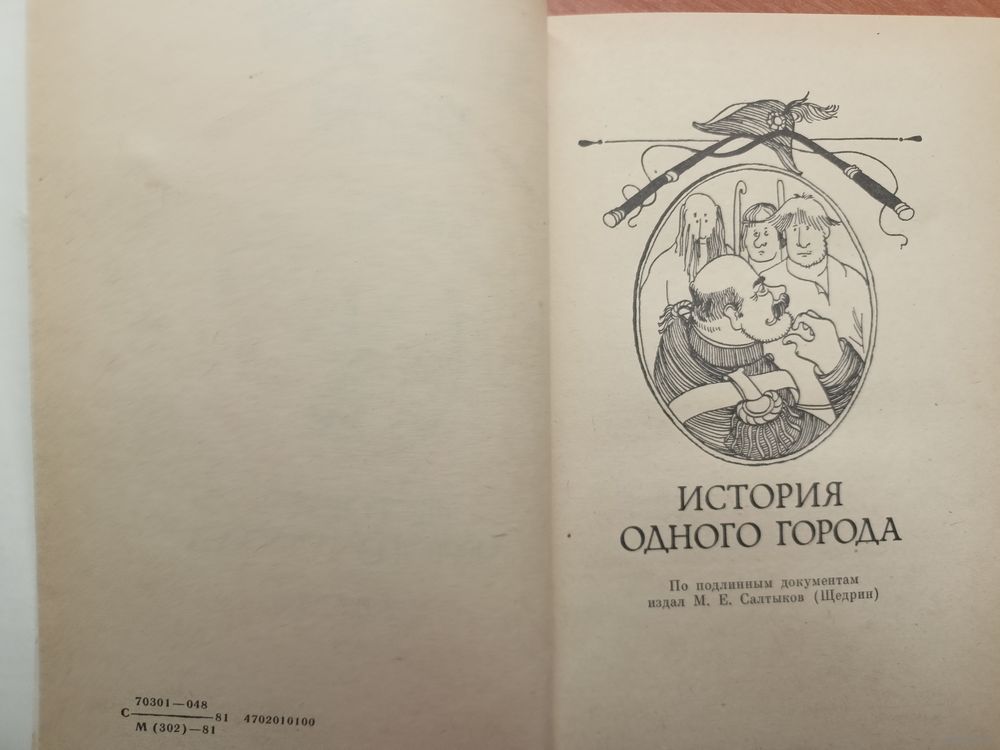 70301—048
С ———— 81 4702010100
М (302)—81
ИСТОРИЯ
ОДНОГО ГОРОДА
По подлинным документам
издал М. Е. Салтыков (Щедрин)